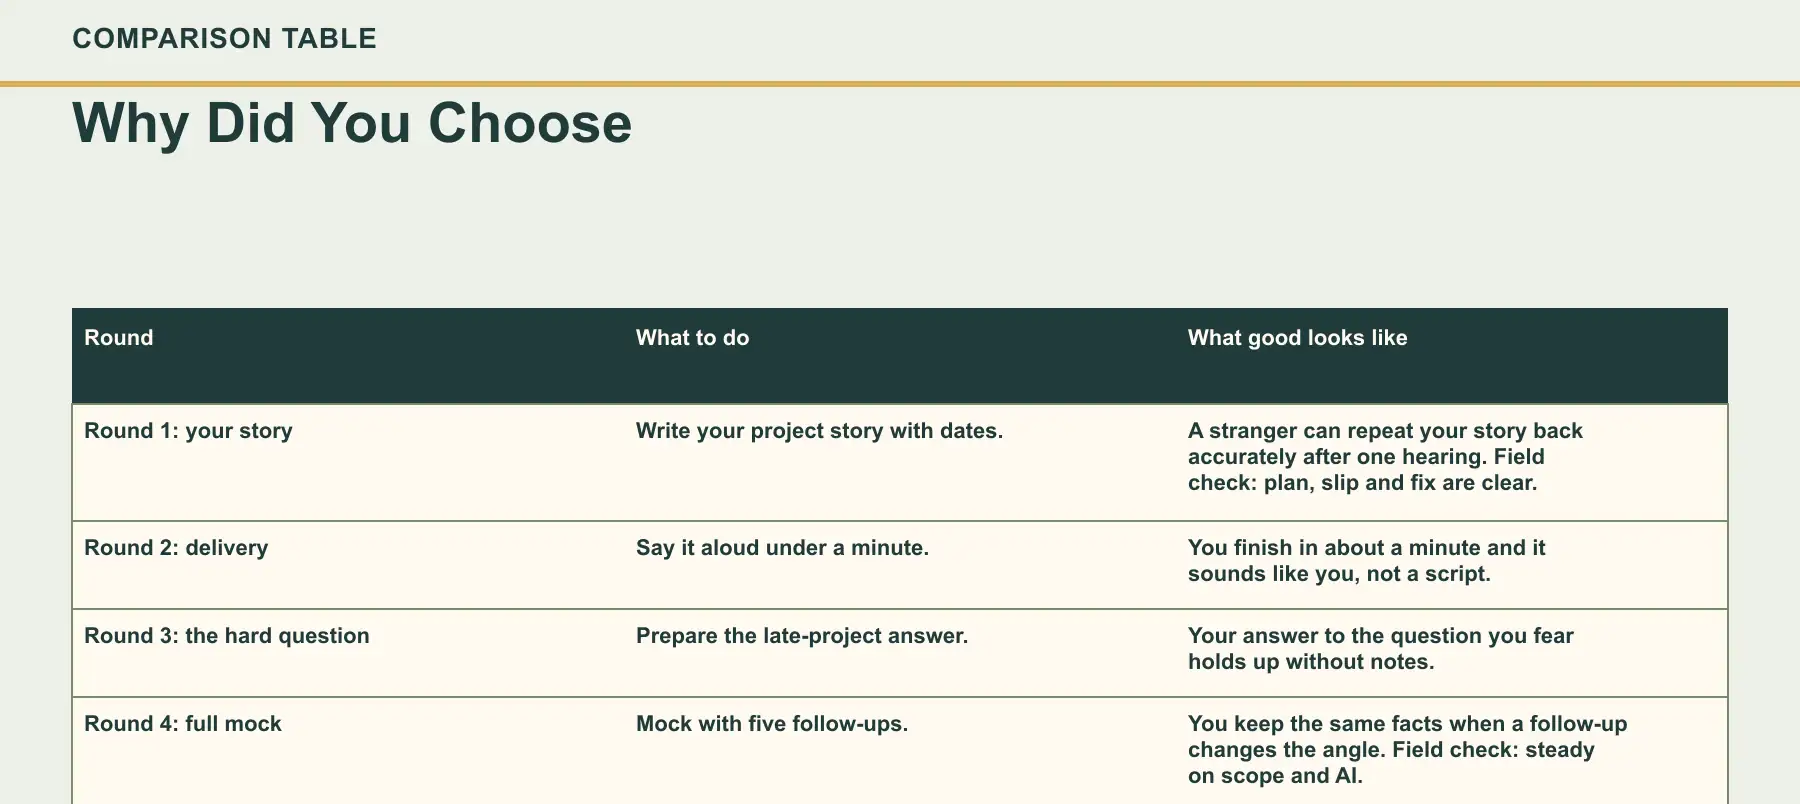 COMPARISON TABLE
Why Did You Choose
Round
What to do
What good looks like
Round 1: your story
Write your project story with dates.
A stranger can repeat your story back
accurately after one hearing. Field
check: plan, slip and fix are clear.
Round 2: delivery
Say it aloud under a minute.
You finish in about a minute and it
sounds like you, not a script.
Round 3: the hard question
Prepare the late-project answer.
Your answer to the question you fear
holds up without notes.
Round 4: full mock
Mock with five follow-ups.
You keep the same facts when a follow-up
changes the angle. Field check: steady
on scope and AI.